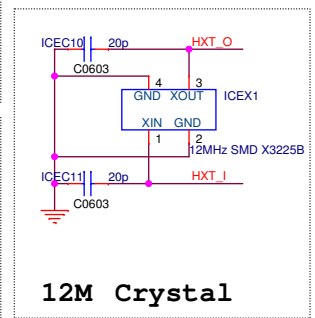 ICEC10 20p HXT_O
C0603
4 3
GND XOUT ICEX1
XIN GND
1 2
12MHz SMD X3225B
ICEC11 20p HXT_I
C0603
12M Crystal